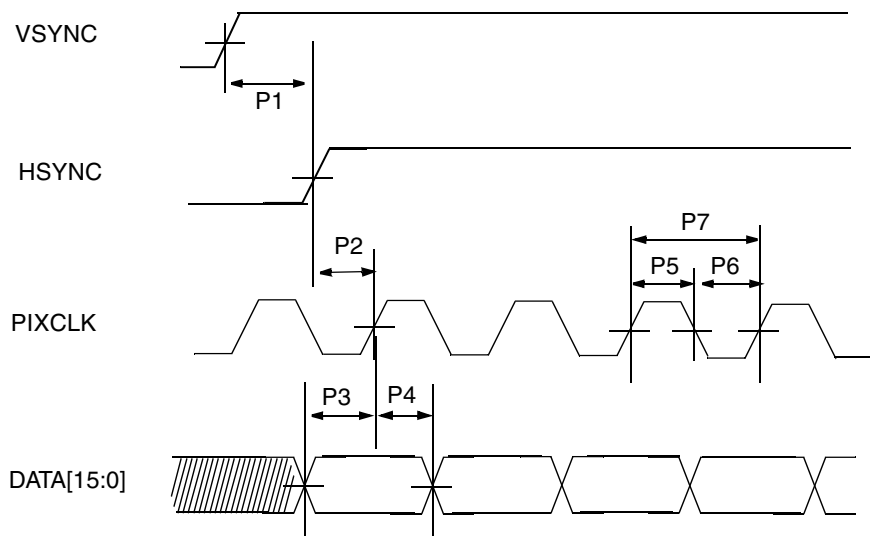 VSYNC
P1
HSYNC
P2
P7
P5 P6
PIXCLK
P3 P4
DATA[15:0]